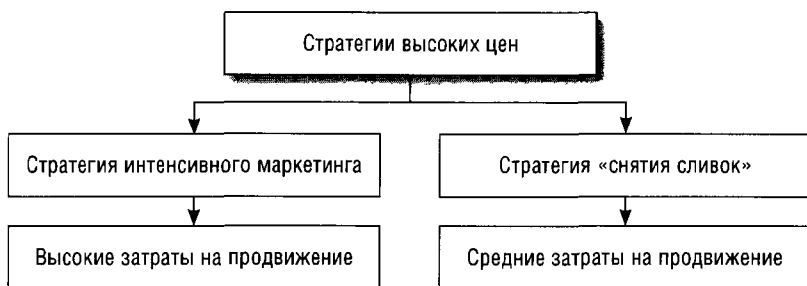 Стратегии высоких цен
Стратегия интенсивного маркетинга
Стратегия «снятия сливок»
Высокие затраты на продвижение
Средние затраты на продвижение